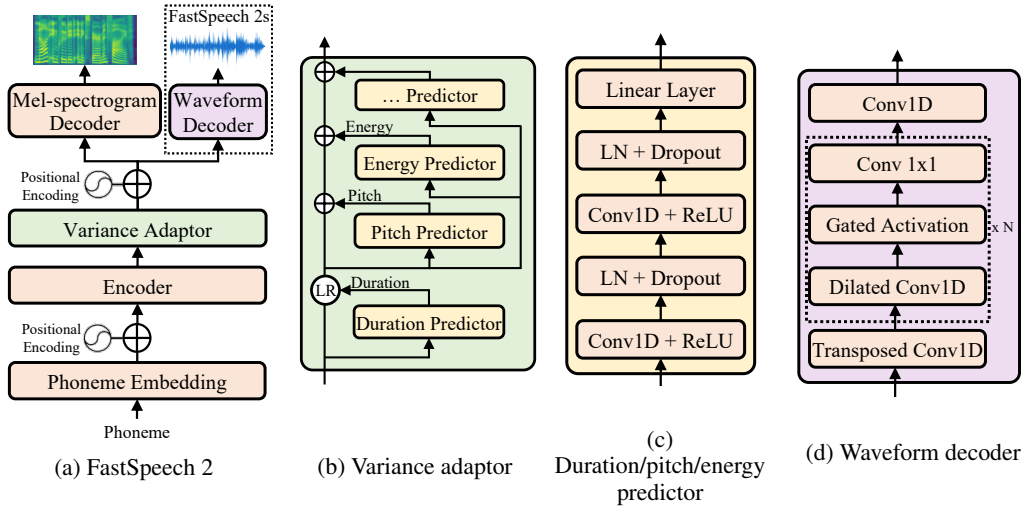 FastSpeech 2s
Mel-spectrogram
Decoder
Waveform
Decoder
Positional
Encoding
Variance Adaptor
Encoder
Positional
Encoding
Phoneme Embedding
Phoneme
(a) FastSpeech 2
... Predictor
Energy
Energy Predictor
Pitch
Pitch Predictor
LR
Duration
Duration Predictor
(b) Variance adaptor
Linear Layer
LN + Dropout
Conv1D + ReLU
LN + Dropout
Conv1D + ReLU
(c)
Duration/pitch/energy
predictor
Conv1D
Conv 1x1
Gated Activation
x N
Dilated Conv1D
Transposed Conv1D
(d) Waveform decoder